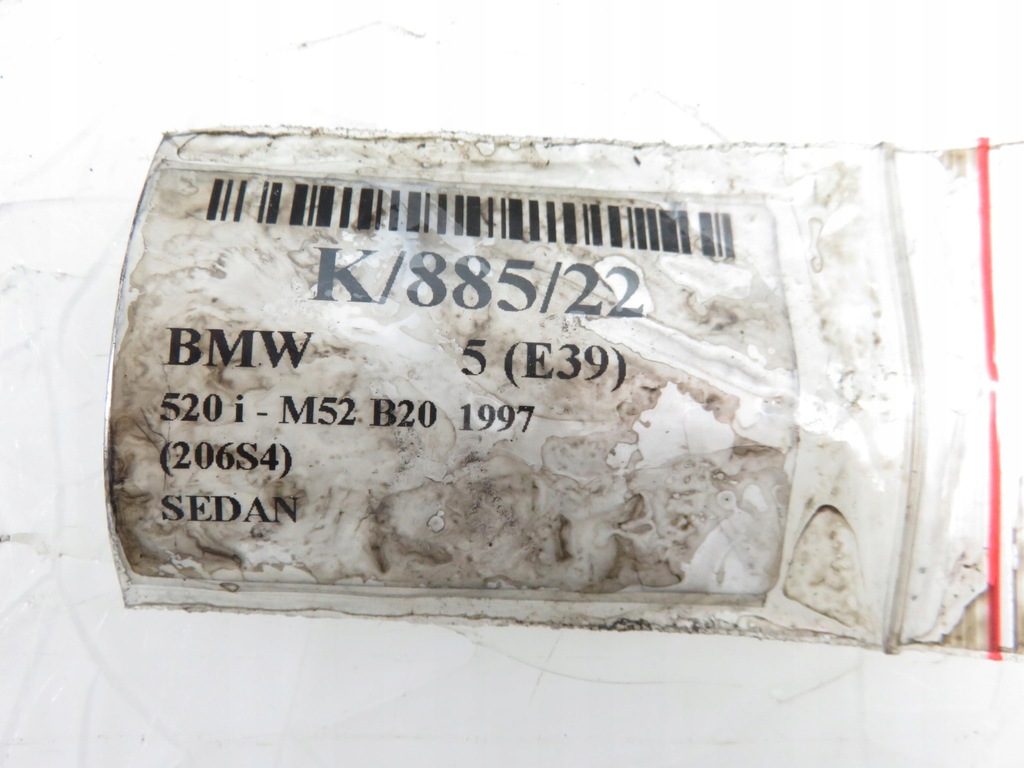 K/885/22
BMW 5 (E39)
520 i - M52 B20 1997
(206S4)
SEDAN